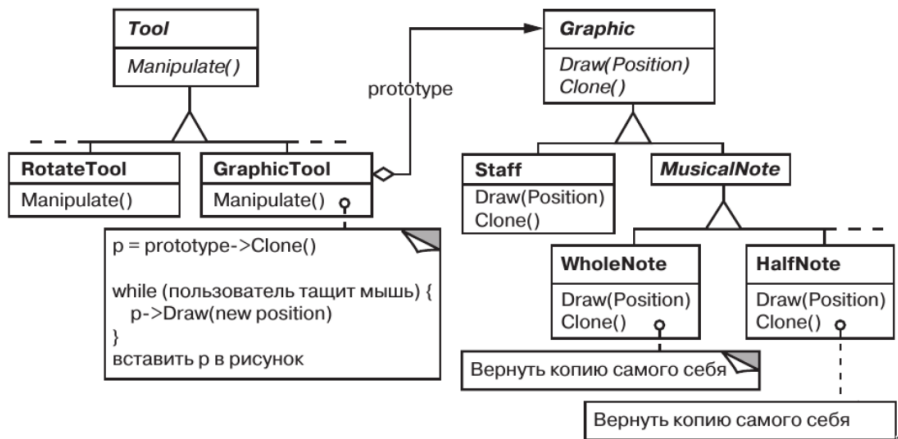 Tool
Manipulate()
prototype
Graphic
Draw(Position)
Clone()
RotateTool
Manipulate()
GraphicTool
Manipulate()
p = prototype->Clone()
while (пользователь тащит мышь) {
p->Draw(new position)
}
вставить p в рисунок
Staff
Draw(Position)
Clone()
MusicalNote
WholeNote
Draw(Position)
Clone()
HalfNote
Draw(Position)
Clone()
Вернуть копию самого себя
Вернуть копию самого себя